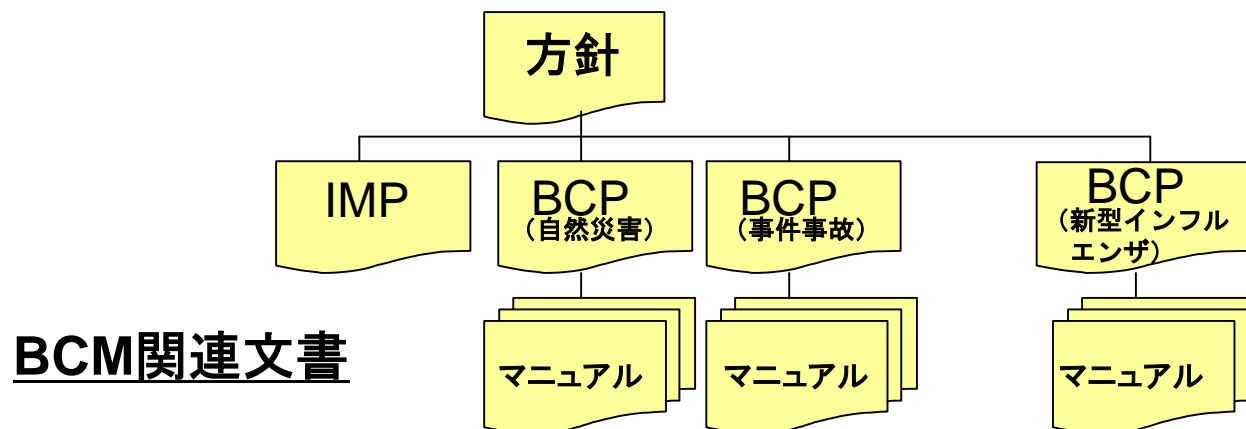 方針
IMP
BCP
(自然災害)
BCP
(事件事故)
BCP
(新型インフル
エンザ)
BCM関連文書
マニュアル
マニュアル
マニュアル